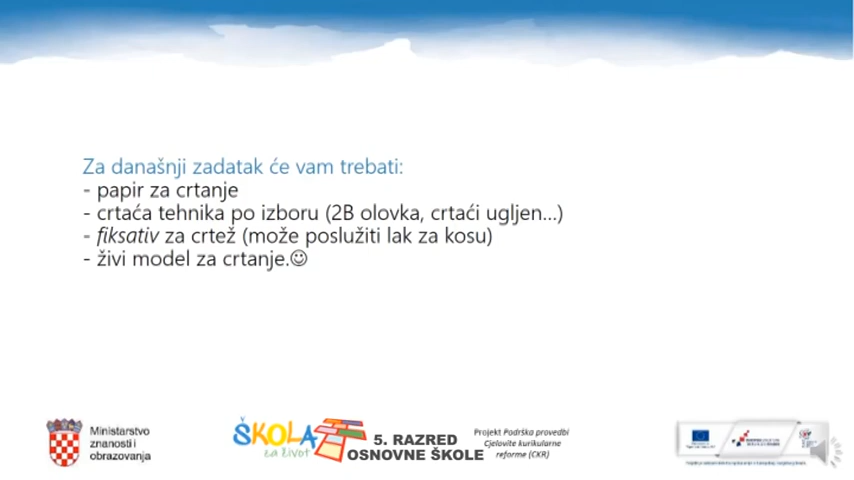 Za današnji zadatak će vam trebati:
- papir za crtanje
- crtaća tehnika po izboru (2B olovka, crtaći ugljen...)
- fiksativ za crtež (može poslužiti lak za kosu)
- živi model za crtanje.☺
Ministarstvo
znanosti i
obrazovanja
ŠKOLA
za život
5. RAZRED
OSNOVNE ŠKOLE
Projekt Podrška provedbi
Cjelovite kurikularne
reforme (CKR)